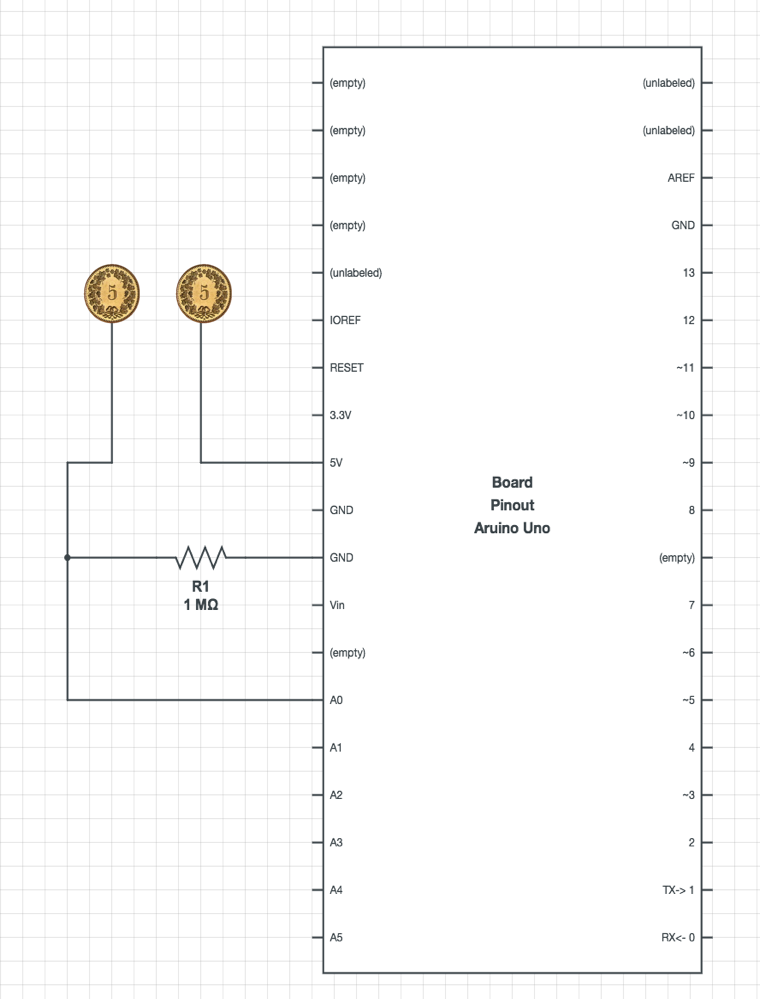 (empty)
(empty)
(empty)
(empty)
(unlabeled)
IOREF
RESET
3.3V
5V
GND
GND
Vin
(empty)
A0
A1
A2
A3
A4
A5
5
5
R1
1 MΩ
Board
Pinout
Aruino Uno
(unlabeled)
(unlabeled)
AREF
GND
13
12
~11
~10
~9
8
(empty)
7
~6
~5
4
~3
2
TX-> 1
RX<- 0